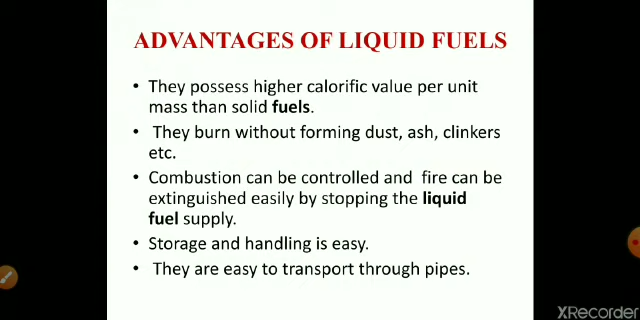 ADVANTAGES OF LIQUID FUELS
• They possess higher calorific value per unit
mass than solid fuels.
• They burn without forming dust, ash, clinkers
etc.
• Combustion can be controlled and fire can be
extinguished easily by stopping the liquid
fuel supply.
• Storage and handling is easy.
• They are easy to transport through pipes.
XRecorder